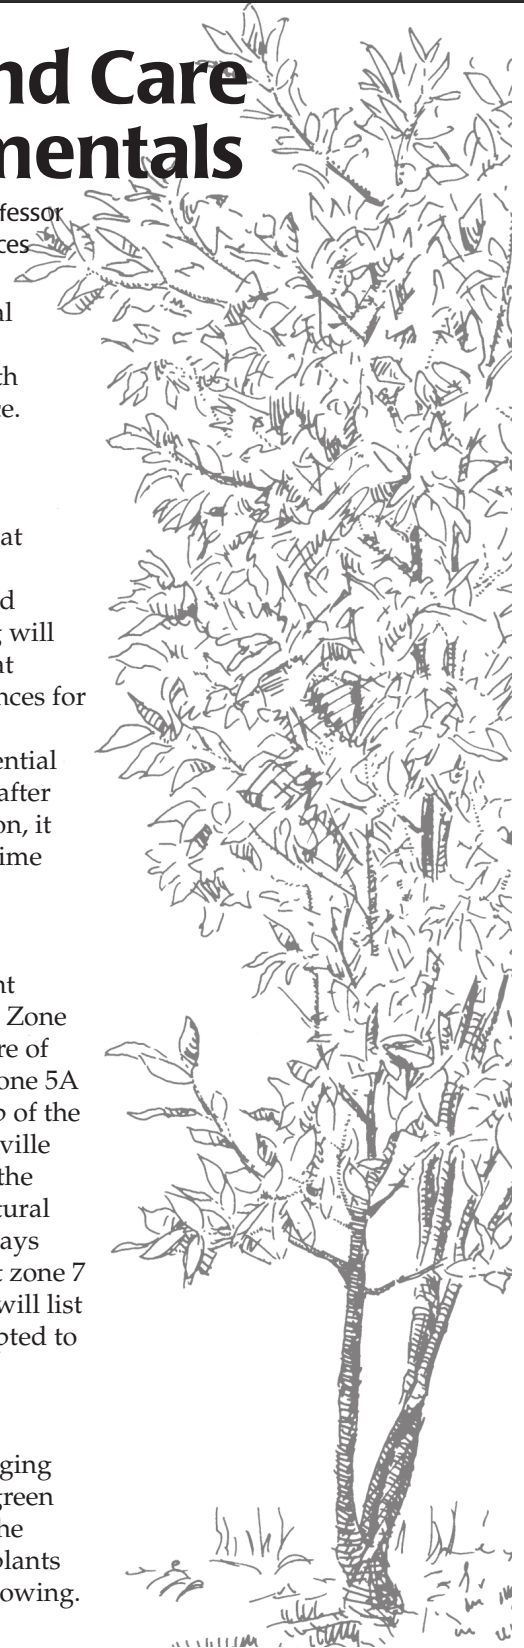 nd Care
mentals
fessor
ces
al
th
ce.
at
d
g will
at
nces for
ential
after
on, it
ime
nt
Zone
re of
one 5A
p of the
ville
the
tural
ays
t zone 7
will list
pted to
ging
green
he
plants
owing.